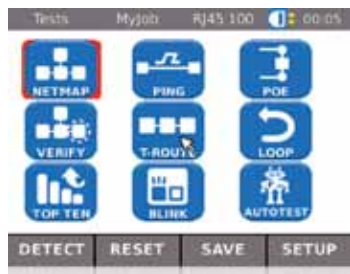 Tests MyJob RJ45 100 00:05
NETMAP PING POE
VERIFY T-ROUTE LOOP
TOP TEN BLINK AUTOTEST
DETECT RESET SAVE SETUP